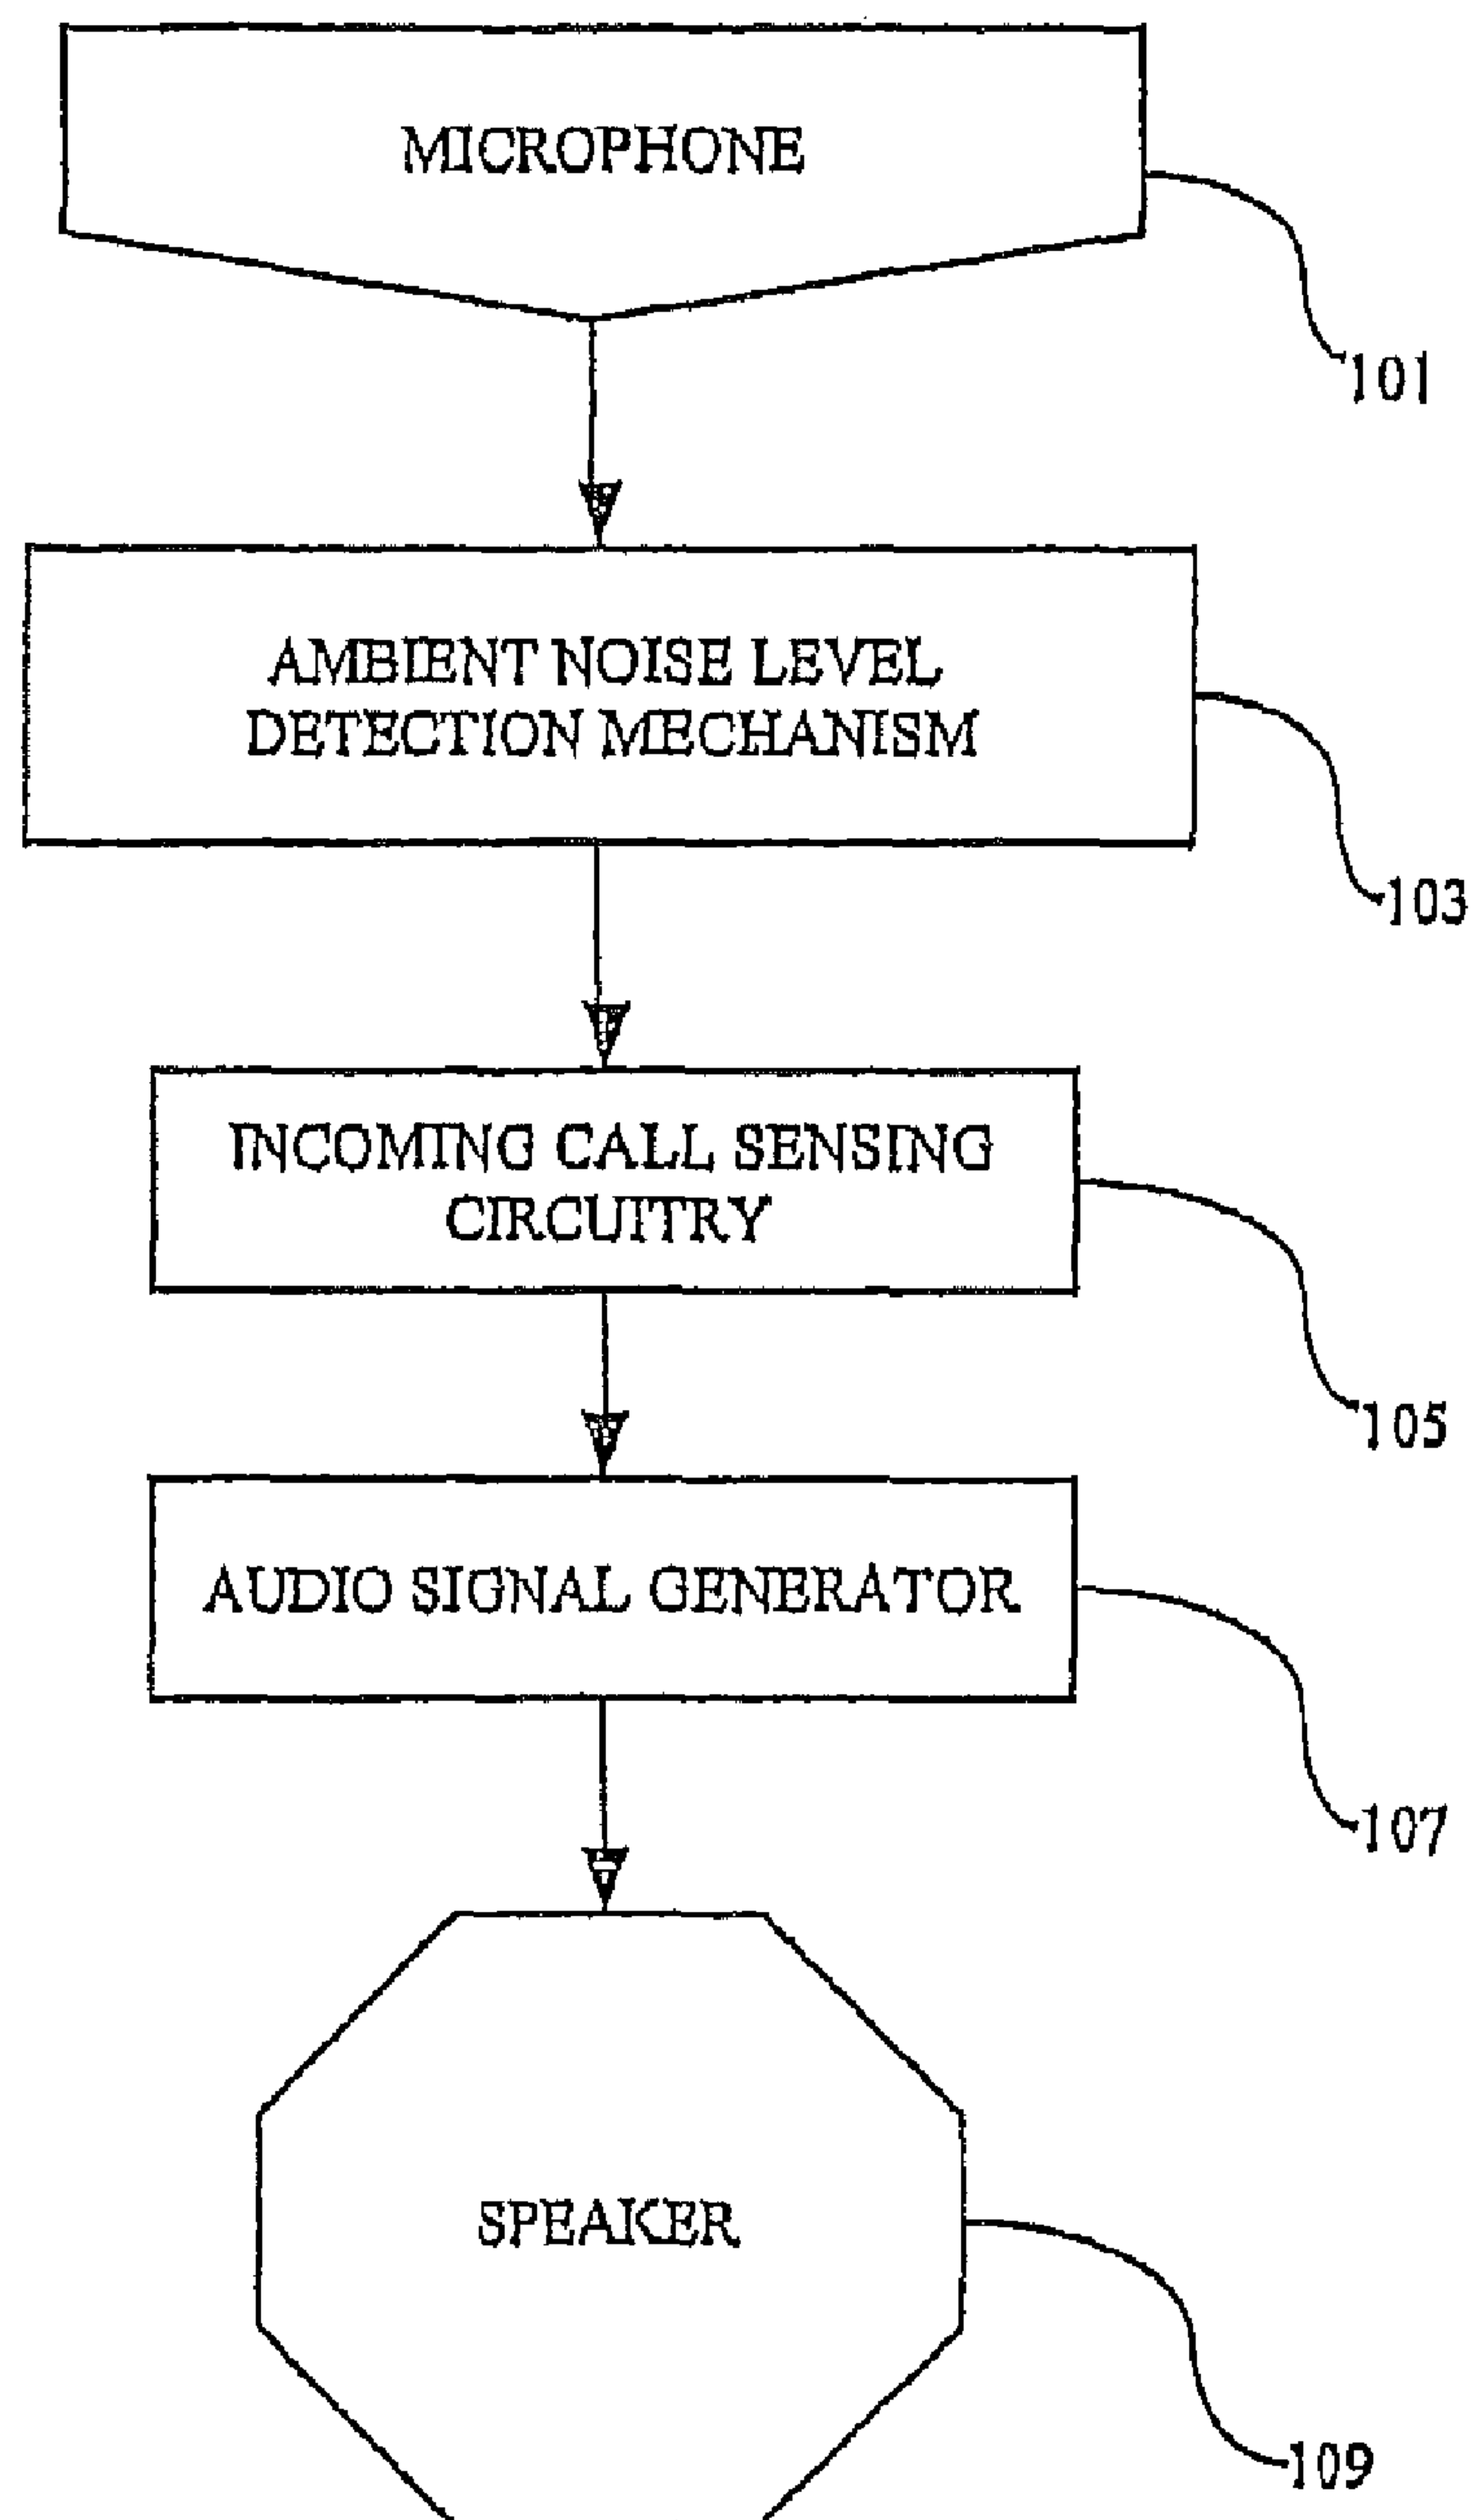 MICROPHONE
101
AMBIENT NOISE LEVEL
DETECTION MECHANISM
103
INCOMING CALL SENSING
CIRCUITRY
105
AUDIO SIGNAL GENERATOR
107
SPEAKER
109